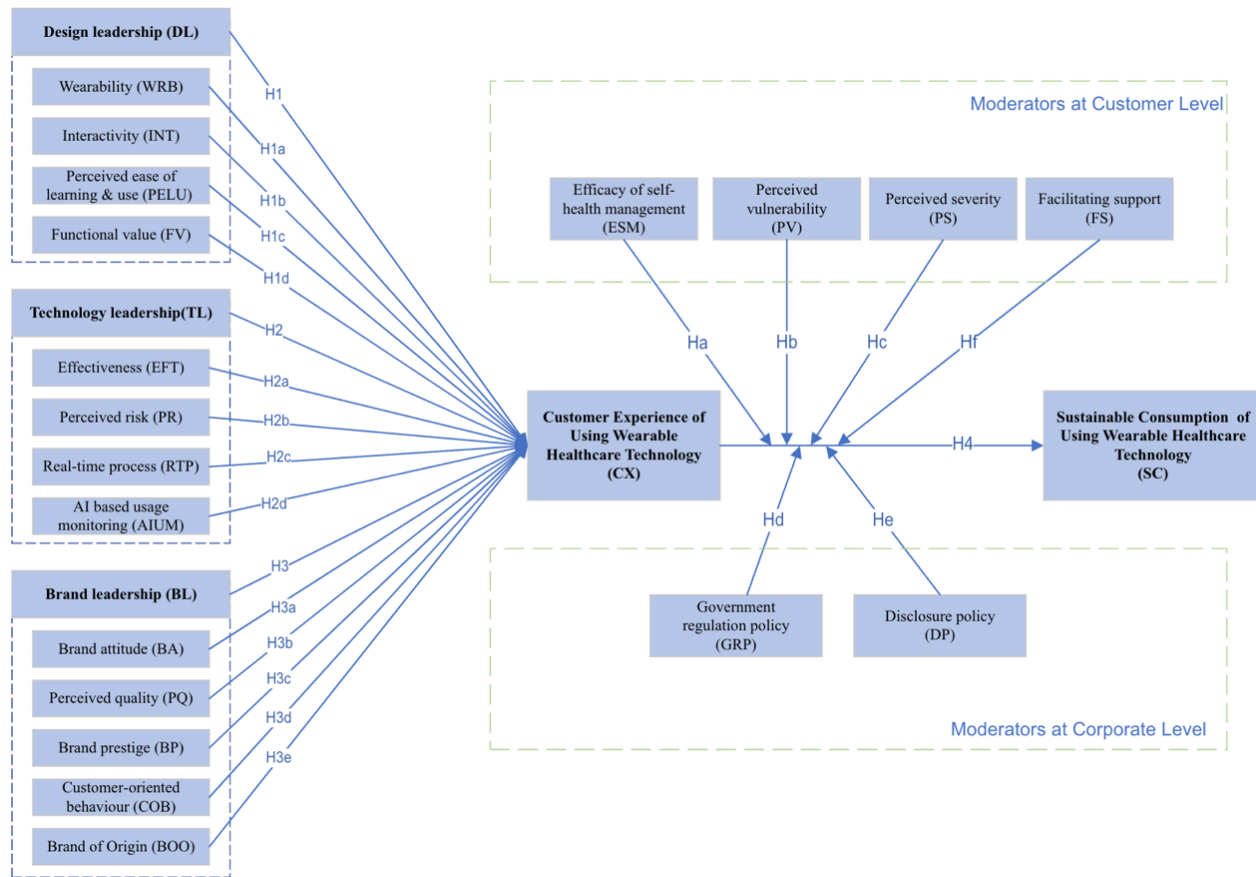 Design leadership (DL)
Wearability (WRB)
Interactivity (INT)
Perceived ease of
learning & use (PELU)
Functional value (FV)
H1
H1a
H1b
H1c
H1d
Technology leadership(TL)
Effectiveness (EFT)
Perceived risk (PR)
Real-time process (RTP)
AI based usage
monitoring (AIUM)
H2
H2a
H2b
H2c
H2d
Brand leadership (BL)
Brand attitude (BA)
Perceived quality (PQ)
Brand prestige (BP)
Customer-oriented
behaviour (COB)
Brand of Origin (BOO)
H3
H3a
H3b
H3c
H3d
H3e
Moderators at Customer Level
Efficacy of self-
health management
(ESM)
Perceived
vulnerability
(PV)
Perceived severity
(PS)
Facilitating support
(FS)
Ha
Hb
Hc
Hf
Customer Experience of
Using Wearable
Healthcare Technology
(CX)
H4
Sustainable Consumption of
Using Wearable Healthcare
Technology
(SC)
Hd
He
Government
regulation policy
(GRP)
Disclosure policy
(DP)
Moderators at Corporate Level